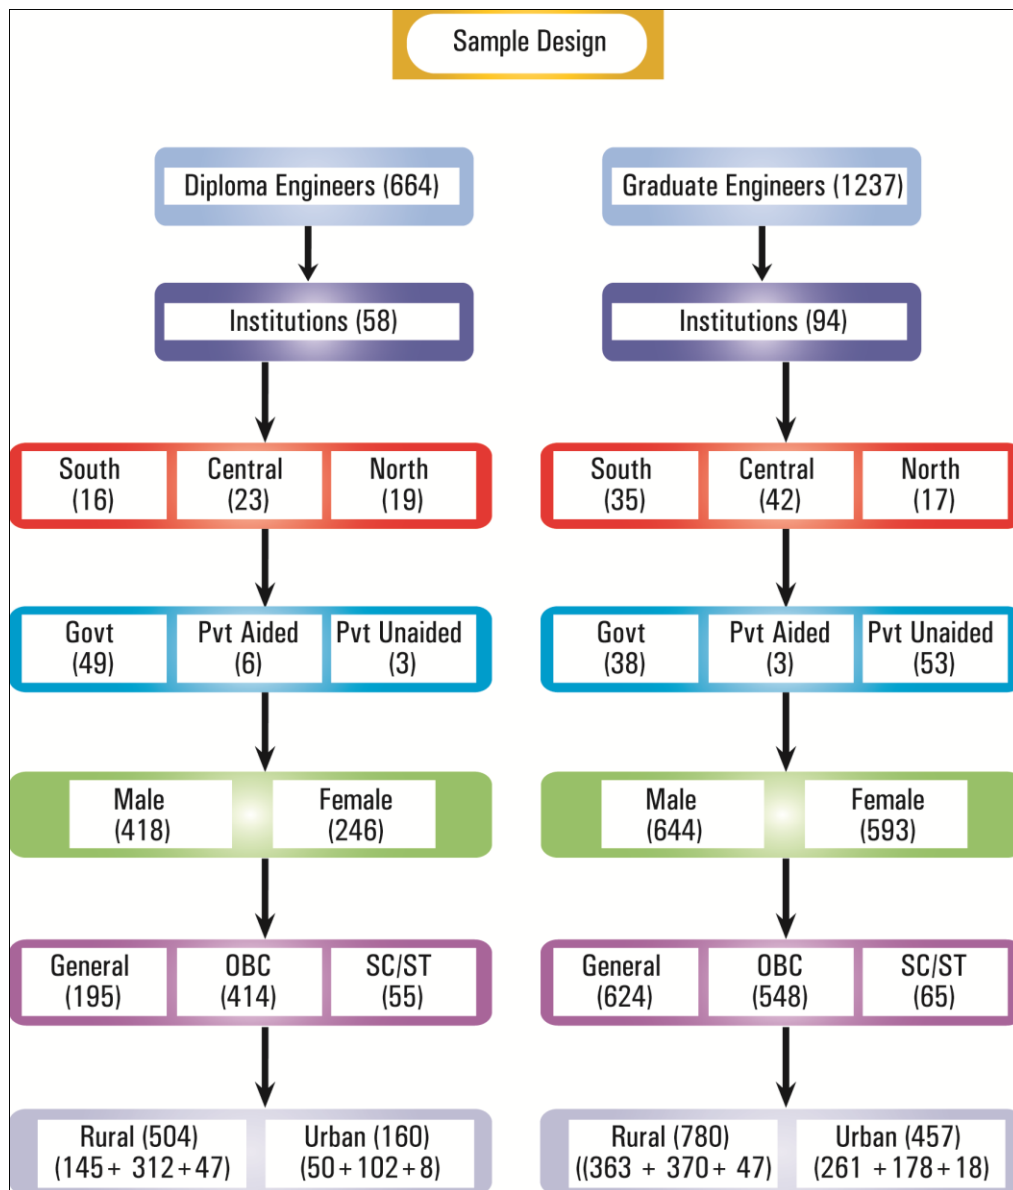 Sample Design
Diploma Engineers (664)
Graduate Engineers (1237)
Institutions (58)
Institutions (94)
South
(16)
Central
(23)
North
(19)
South
(35)
Central
(42)
North
(17)
Govt
(49)
Pvt Aided
(6)
Pvt Unaided
(3)
Govt
(38)
Pvt Aided
(3)
Pvt Unaided
(53)
Male
(418)
Female
(246)
Male
(644)
Female
(593)
General
(195)
OBC
(414)
SC/ST
(55)
General
(624)
OBC
(548)
SC/ST
(65)
Rural (504)
(145+ 312+47)
Urban (160)
(50+102+8)
Rural (780)
((363 + 370+ 47)
Urban (457)
(261 +178+18)